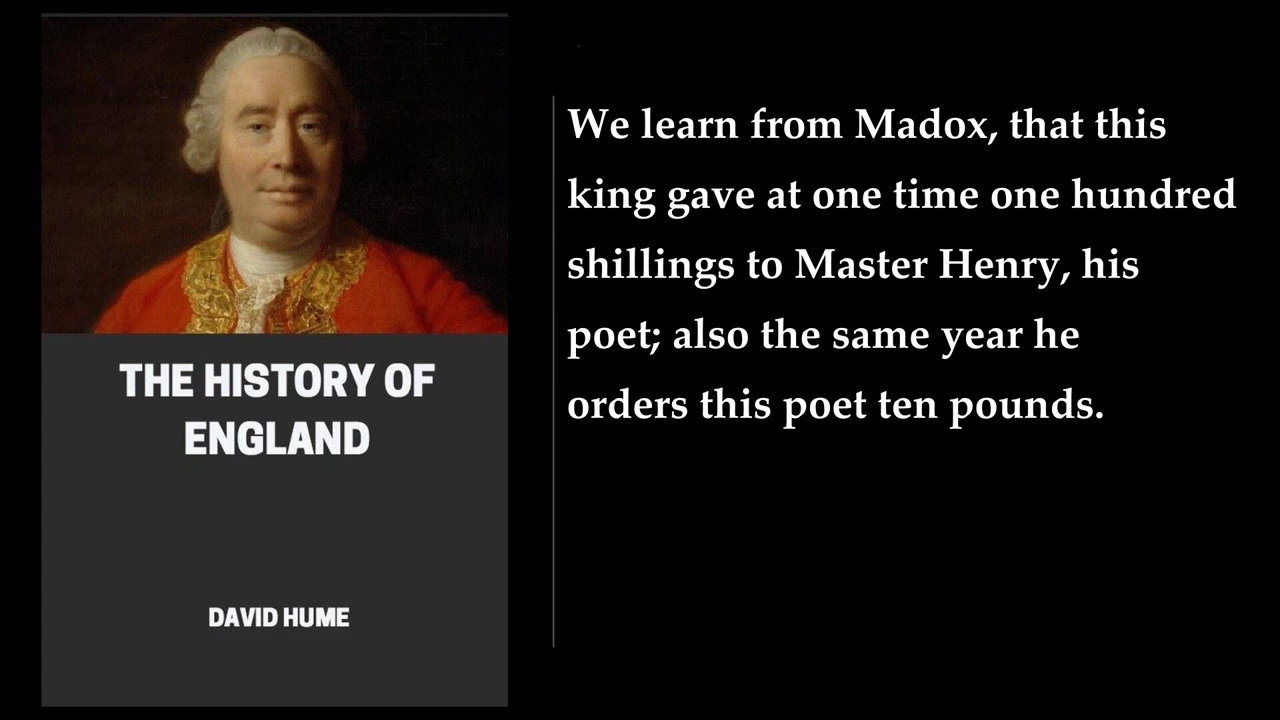 THE HISTORY OF
ENGLAND
DAVID HUME
We learn from Madox, that this
king gave at one time one hundred
shillings to Master Henry, his
poet; also the same year he
orders this poet ten pounds.